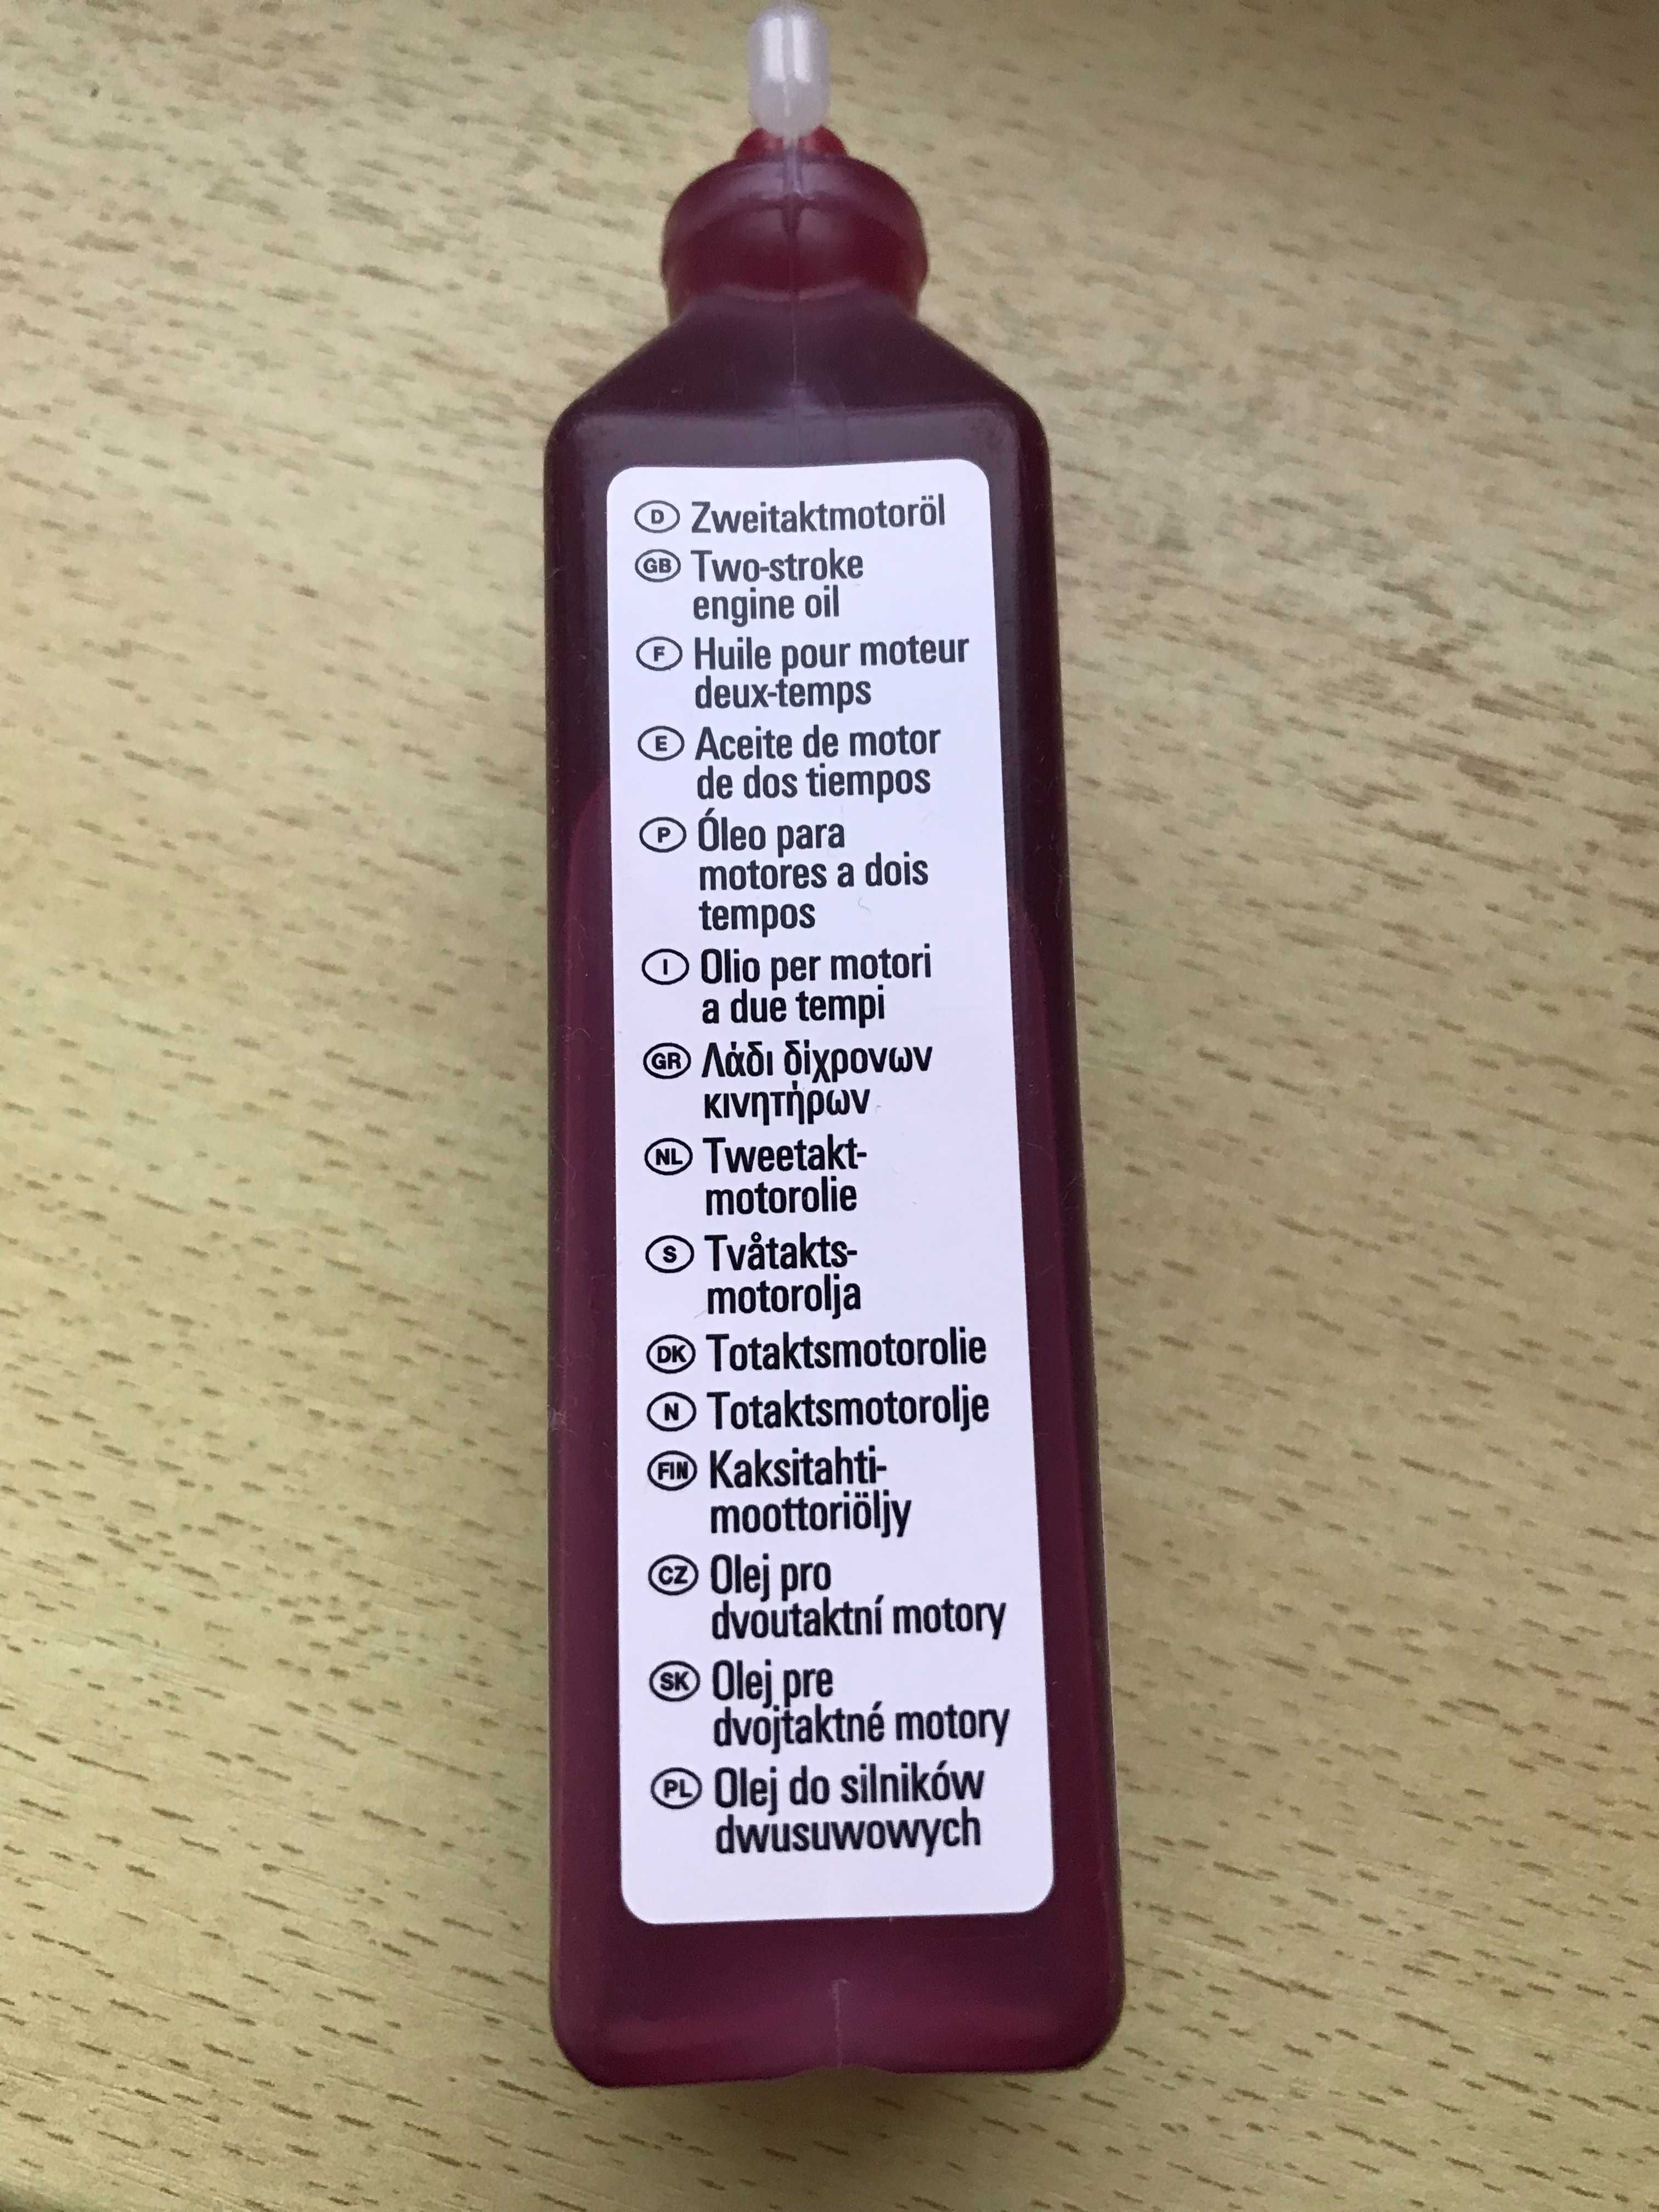 D Zweitaktmotoröl
GB Two-stroke
engine oil
F Huile pour moteur
deux-temps
E Aceite de motor
de dos tiempos
P Óleo para
motores a dois
tempos
I Olio per motori
a due tempi
GR Λάδι δίχρονων
κινητήρων
NL Tweetakt-
motorolie
S Tvåtakts-
motorolja
DK Totaktsmotorolie
N Totaktsmotorolje
FIN Kaksitahti-
moottoriöljy
CZ Olej pro
dvoutaktní motory
SK Olej pre
dvojtaktné motory
PL Olej do silników
dwusuwowych